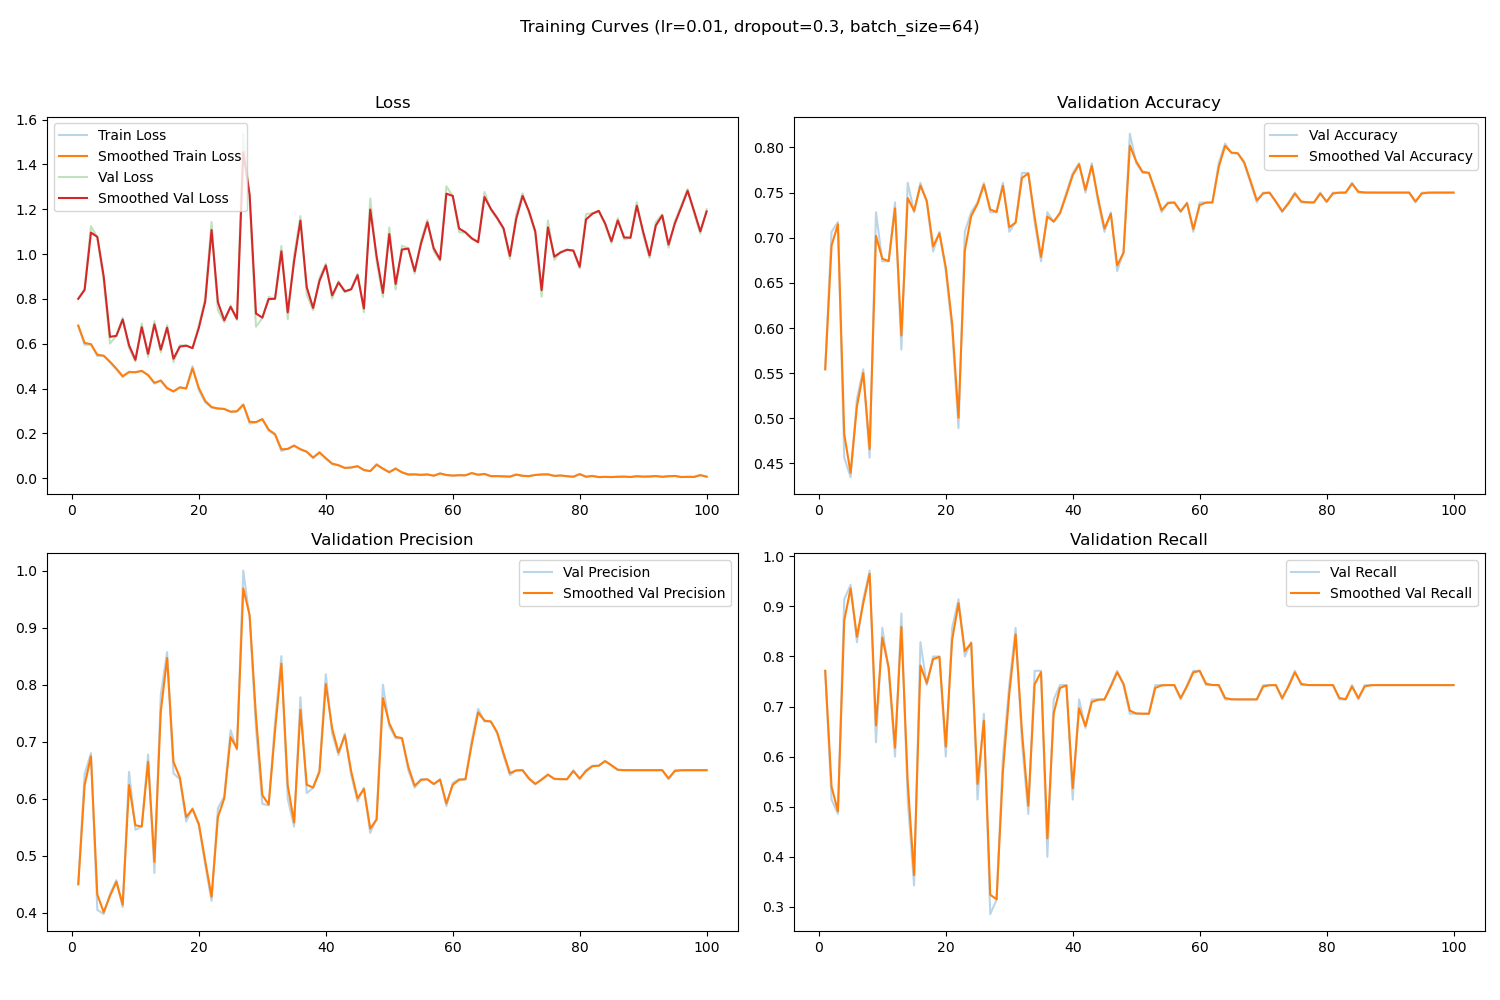 Training Curves (lr=0.01, dropout=0.3, batch_size=64)
Loss
Train Loss
Smoothed Train Loss
Val Loss
Smoothed Val Loss
1.6
1.4
1.2
1.0
0.8
0.6
0.4
0.2
0.0
0 20 40 60 80 100
Validation Accuracy
Val Accuracy
Smoothed Val Accuracy
0.80
0.75
0.70
0.65
0.60
0.55
0.50
0.45
0 20 40 60 80 100
Validation Precision
Val Precision
Smoothed Val Precision
1.0
0.9
0.8
0.7
0.6
0.5
0.4
0 20 40 60 80 100
Validation Recall
Val Recall
Smoothed Val Recall
1.0
0.9
0.8
0.7
0.6
0.5
0.4
0.3
0 20 40 60 80 100